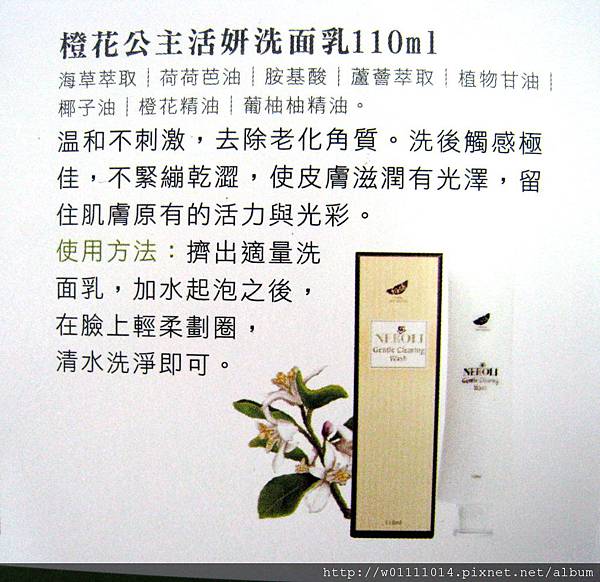 橙花公主活妍洗面乳110ml
海草萃取｜荷荷芭油｜胺基酸｜蘆薈萃取｜植物甘油｜
椰子油｜橙花精油｜葡柚柚精油。
溫和不刺激，去除老化角質。洗後觸感極
佳，不緊繃乾澀，使皮膚滋潤有光澤，留
住肌膚原有的活力與光彩。
使用方法：擠出適量洗
面乳，加水起泡之後，
在臉上輕柔劃圈，
清水洗淨即可。
NEROLI
Gentle Clearing
Wash
110ml
NEROLI
Gentle Clearing
Wash
http://w01111014.pixnet.net/album